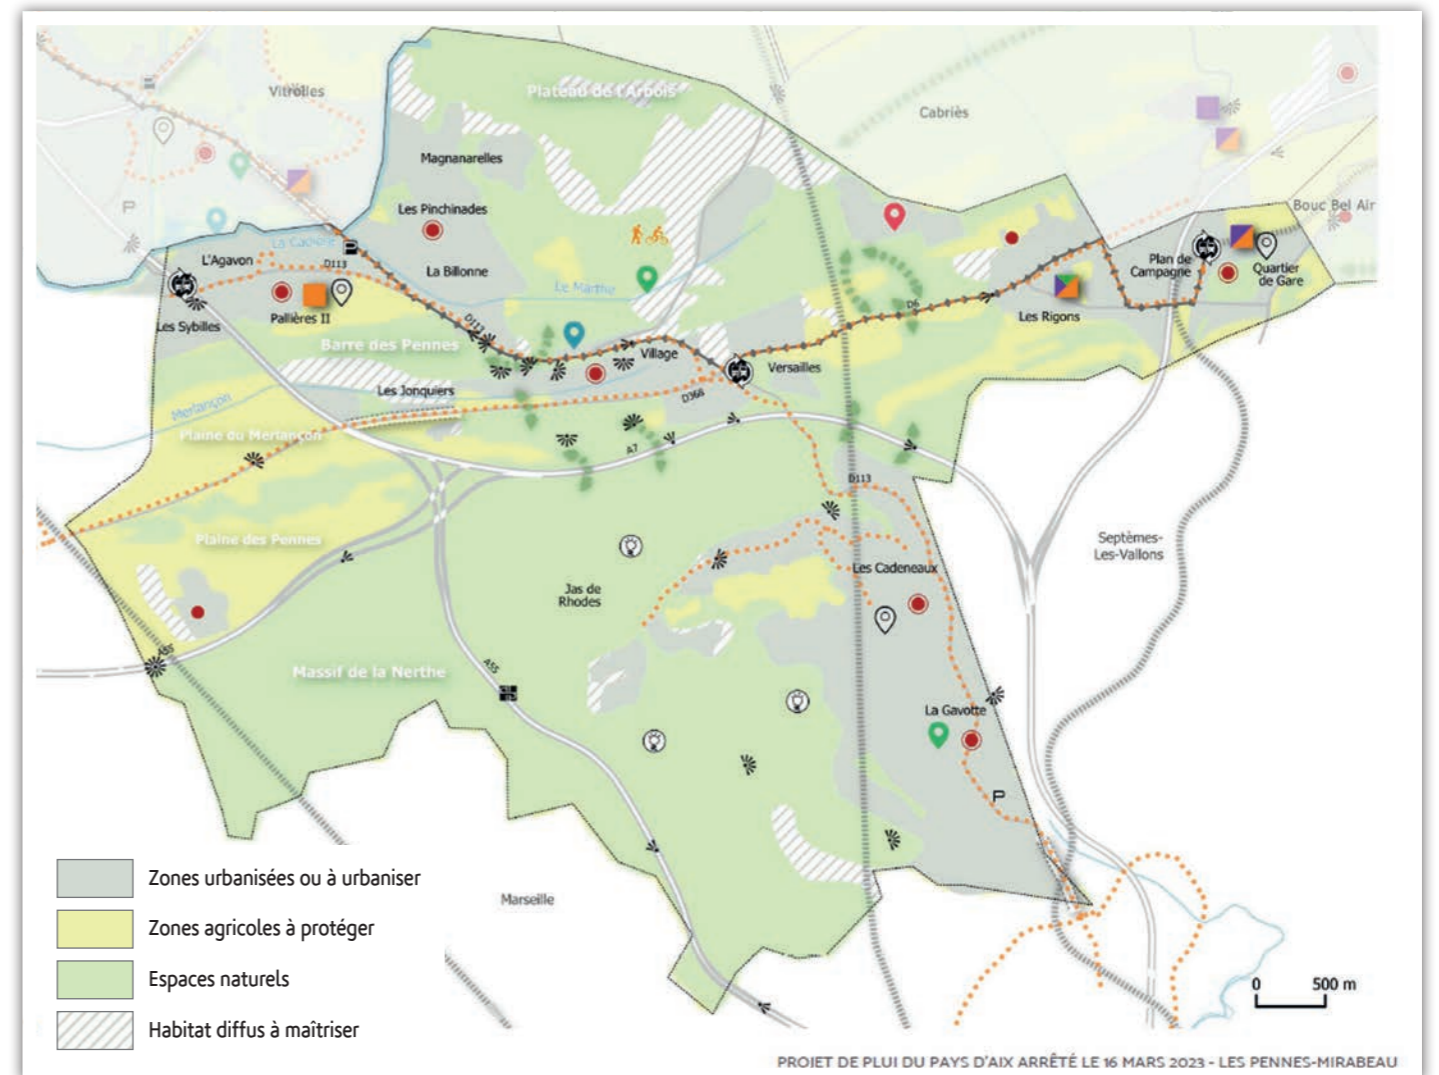 Plateau de l'Arbois
Vitrolles
Cabriès
P
Magnanarelles
Les Pinchinades
Bouc Bel Air
La Cadière
L'Agavon
D113
La Billonne
Plan de
Campagne
Quartier
de Gare
Le Marthe
Les Sybilles
Pallières II
D113
D6
Les Rigons
Barre des Pennes
Village
Versailles
Les Jonquiers
D368
Merlançon
Plaine du Merlançon
A7
D113
Plaine des Pennes
Septèmes-
Les-Vallons
Les Cadeneaux
Jas de
Rhodes
A55
Massif de la Nerthe
A55
La Gavotte
P
Zones urbanisées ou à urbaniser
Zones agricoles à protéger
Espaces naturels
Habitat diffus à maîtriser
Marseille
0 500 m
PROJET DE PLUI DU PAYS D'AIX ARRÊTÉ LE 16 MARS 2023 - LES PENNES-MIRABEAU